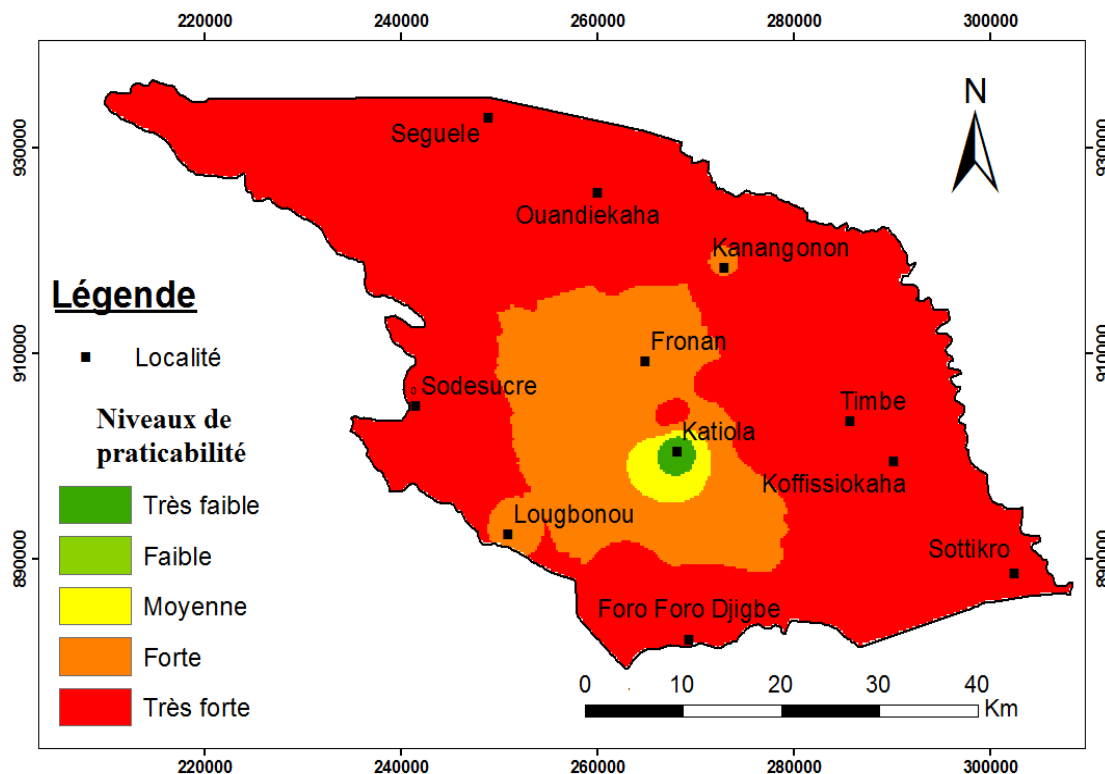 220000 240000 260000 280000 300000
N
930000 930000
Seguele
Ouandiekaha
Kanangonon
Légende
Localité
910000 910000
Fronan
Sodesucre
Timbe
Niveaux de
praticabilité
Katiola
Koffissiokaha
Très faible
Lougbonou
Faible
890000 890000
Sottikro
Moyenne
Foro Foro Djigbe
Forte
Très forte
0 10 20 30 40
Km
220000 240000 260000 280000 300000